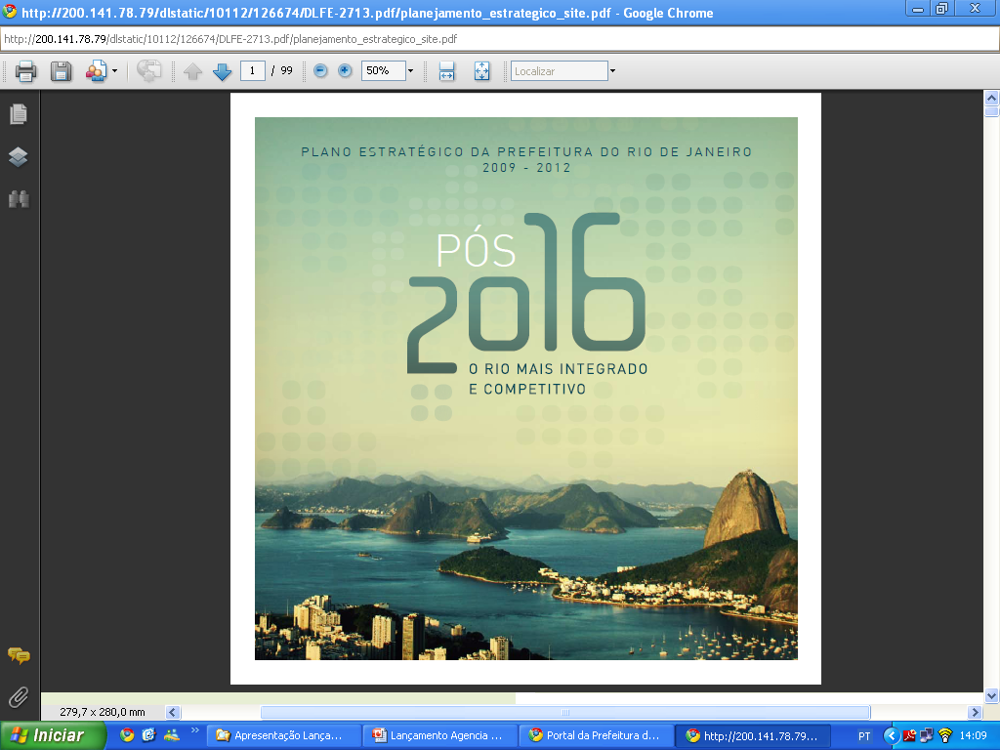 http://200.141.78.79/dlstatic/10112/126674/DLFE-2713.pdf/planejamento_estrategico_site.pdf - Google Chrome
http://200.141.78.79/dlstatic/10112/126674/DLFE-2713.pdf/planejamento_estrategico_site.pdf
1 / 99 50% Localizar
PLANO ESTRATÉGICO DA PREFEITURA DO RIO DE JANEIRO
2009 - 2012
PÓS
2016
O RIO MAIS INTEGRADO
E COMPETITIVO
279,7 x 280,0 mm
Iniciar Apresentação Lança... Lançamento Agencia ... Portal da Prefeitura d... http://200.141.78.79... PT 14:09